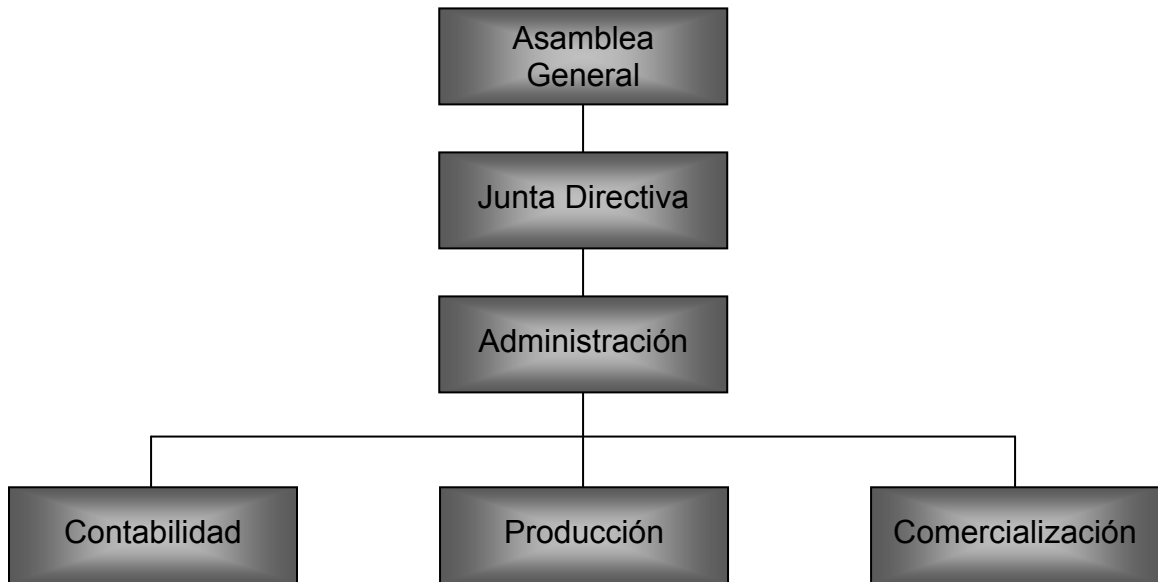 Asamblea
General
Junta Directiva
Administración
Contabilidad
Producción
Comercialización